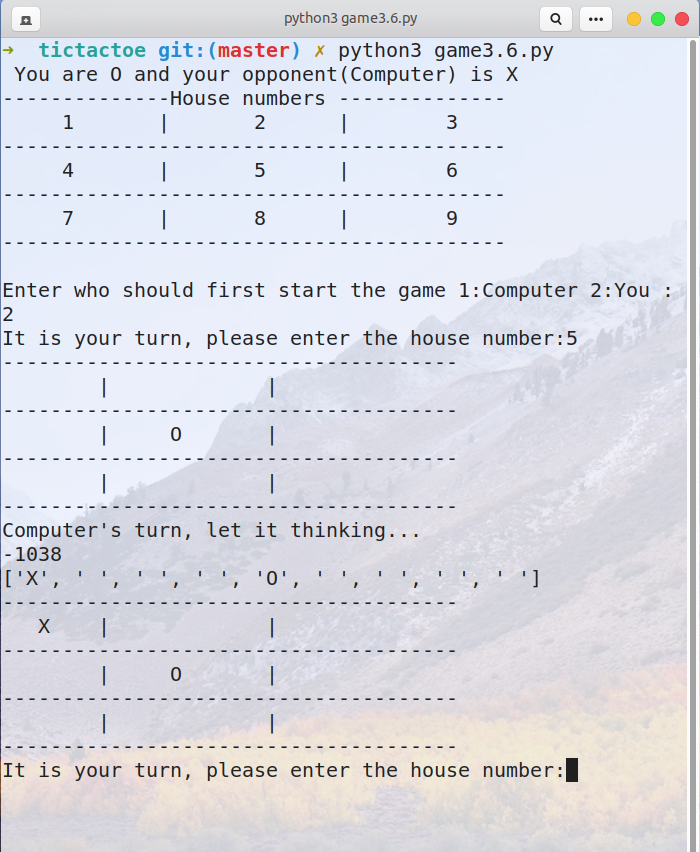 python3 game3.6.py
➜  tictactoe git:(master) ✗ python3 game3.6.py
 You are O and your opponent(Computer) is X
--------------House numbers --------------
     1       |       2      |        3
------------------------------------------
     4       |       5      |        6
------------------------------------------
     7       |       8      |        9
------------------------------------------
Enter who should first start the game 1:Computer 2:You :
2
It is your turn, please enter the house number:5
--------------------------------------
        |             |
--------------------------------------
        |     O       |
--------------------------------------
        |             |
--------------------------------------
Computer's turn, let it thinking...
-1038
['X', ' ', ' ', ' ', 'O', ' ', ' ', ' ', ' ']
--------------------------------------
   X    |             |
--------------------------------------
        |     O       |
--------------------------------------
        |             |
--------------------------------------
It is your turn, please enter the house number: